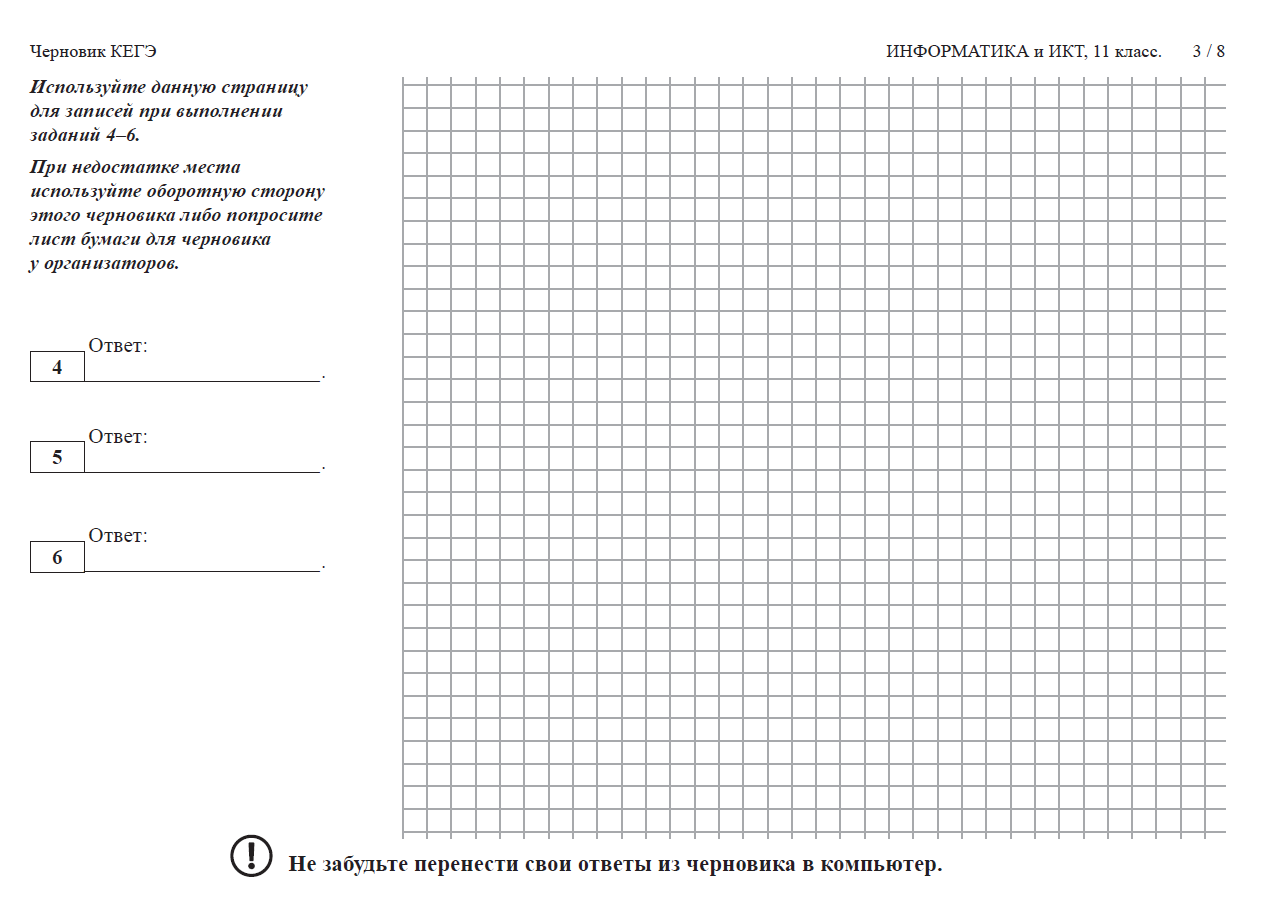 Черновик КЕГЭ
ИНФОРМАТИКА и ИКТ, 11 класс. 3 / 8
Используйте данную страницу
для записей при выполнении
заданий 4–6.
При недостатке места
используйте оборотную сторону
этого черновика либо попросите
лист бумаги для черновика
у организаторов.
Ответ:
4 .
Ответ:
5 .
Ответ:
6 .
! Не забудьте перенести свои ответы из черновика в компьютер.